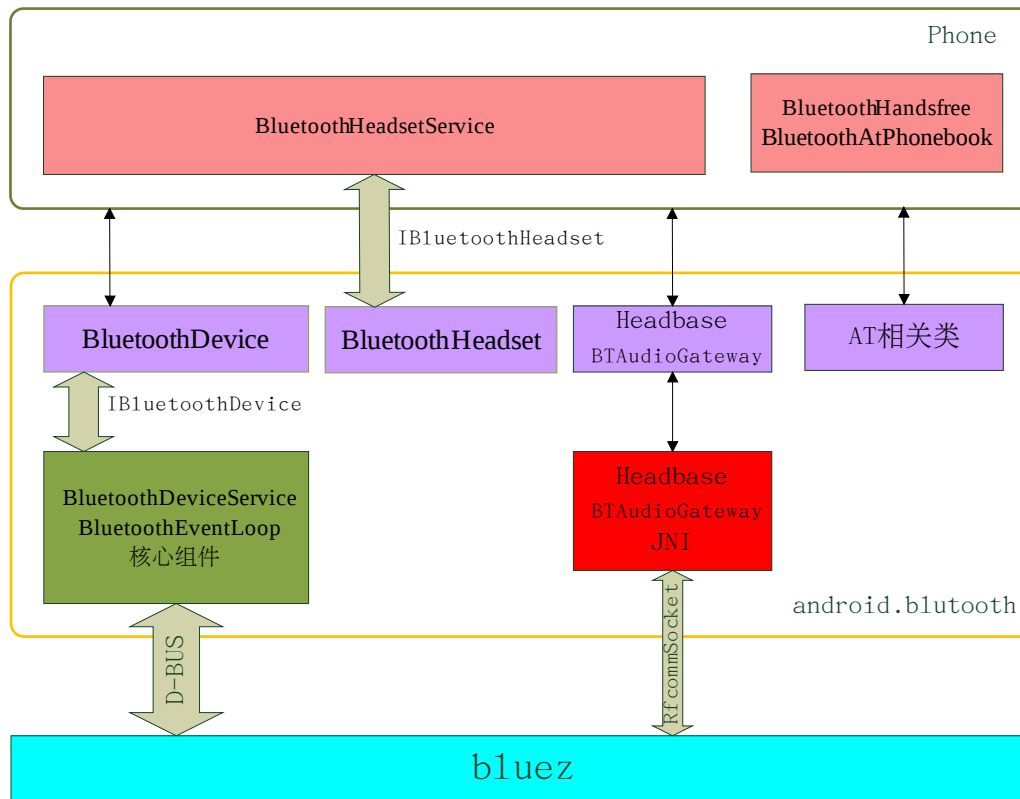 Phone
BluetoothHeadsetService
BluetoothHandsfree
BluetoothAtPhonebook
IBluetoothHeadset
BluetoothDevice
BluetoothHeadset
Headbase
BTAudioGateway
AT相关类
IBluetoothDevice
BluetoothDeviceService
BluetoothEventLoop
核心组件
Headbase
BTAudioGateway
JNI
android.blutooth
D-BUS
RfcommSocket
bluez